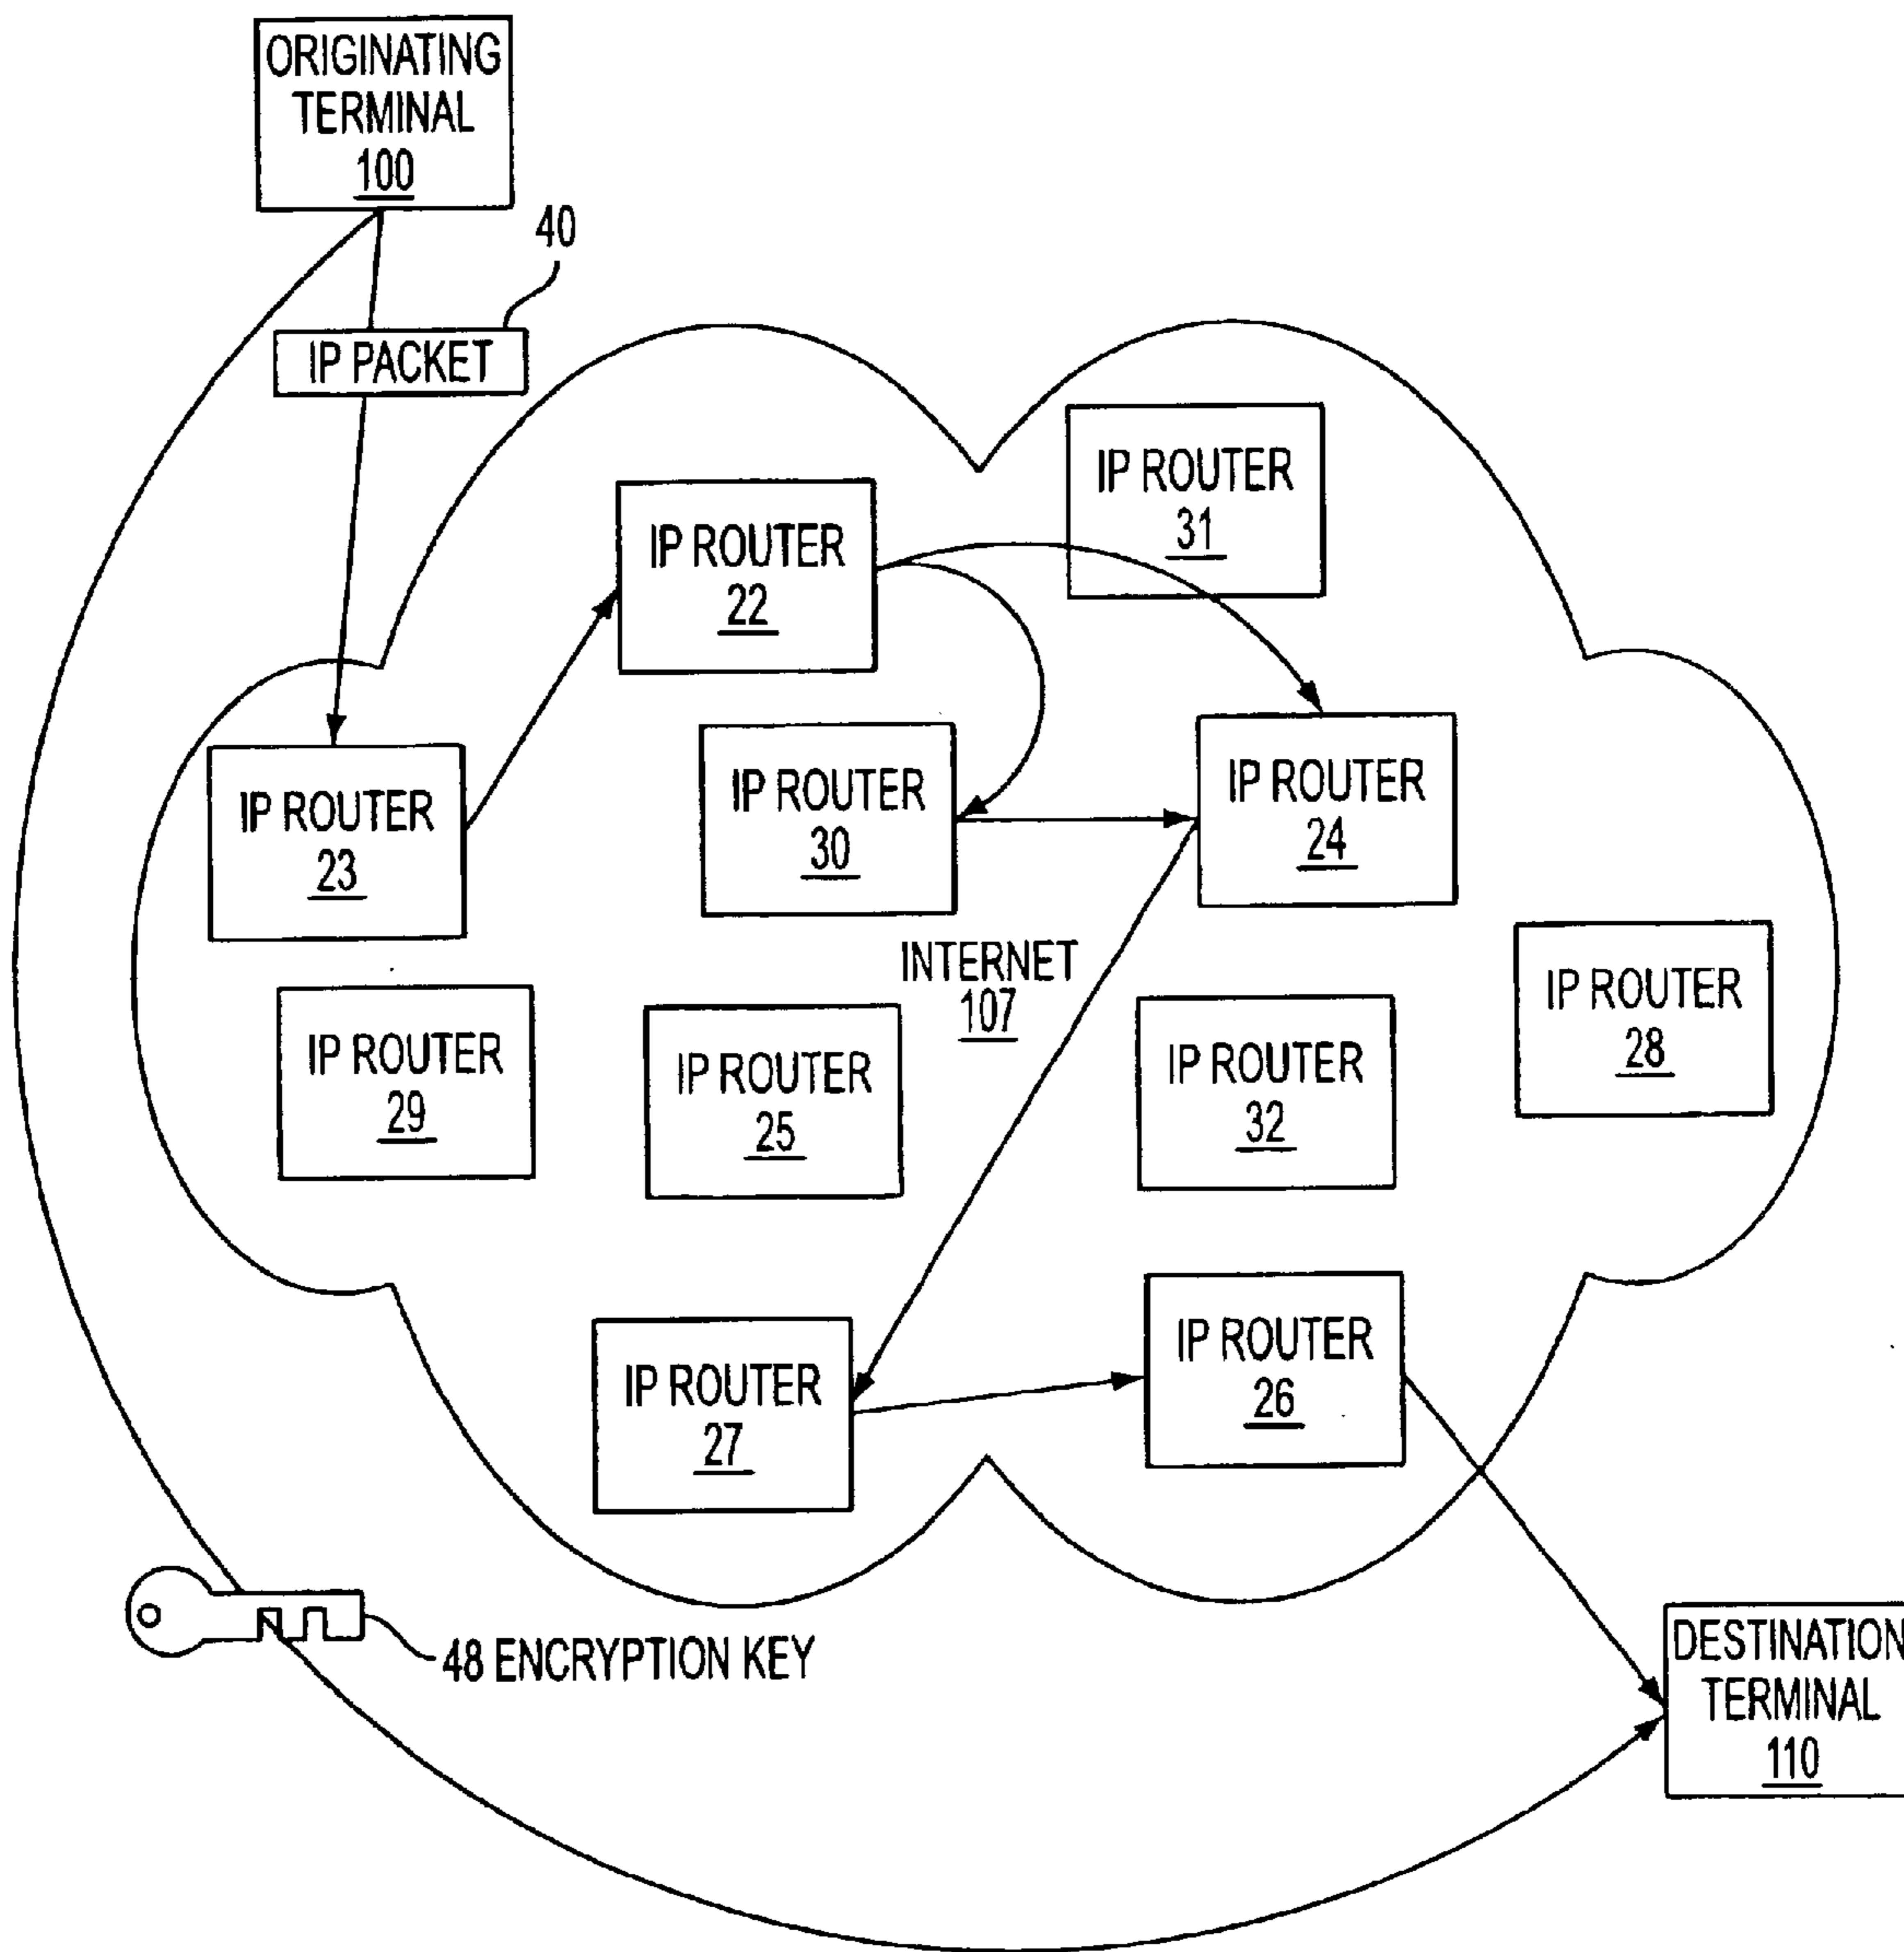 ORIGINATING
TERMINAL
100
40
IP PACKET
IP ROUTER
31
IP ROUTER
22
IP ROUTER
23
IP ROUTER
30
IP ROUTER
24
INTERNET
107
IP ROUTER
28
IP ROUTER
29
IP ROUTER
25
IP ROUTER
32
IP ROUTER
27
IP ROUTER
26
48 ENCRYPTION KEY
DESTINATION
TERMINAL
110